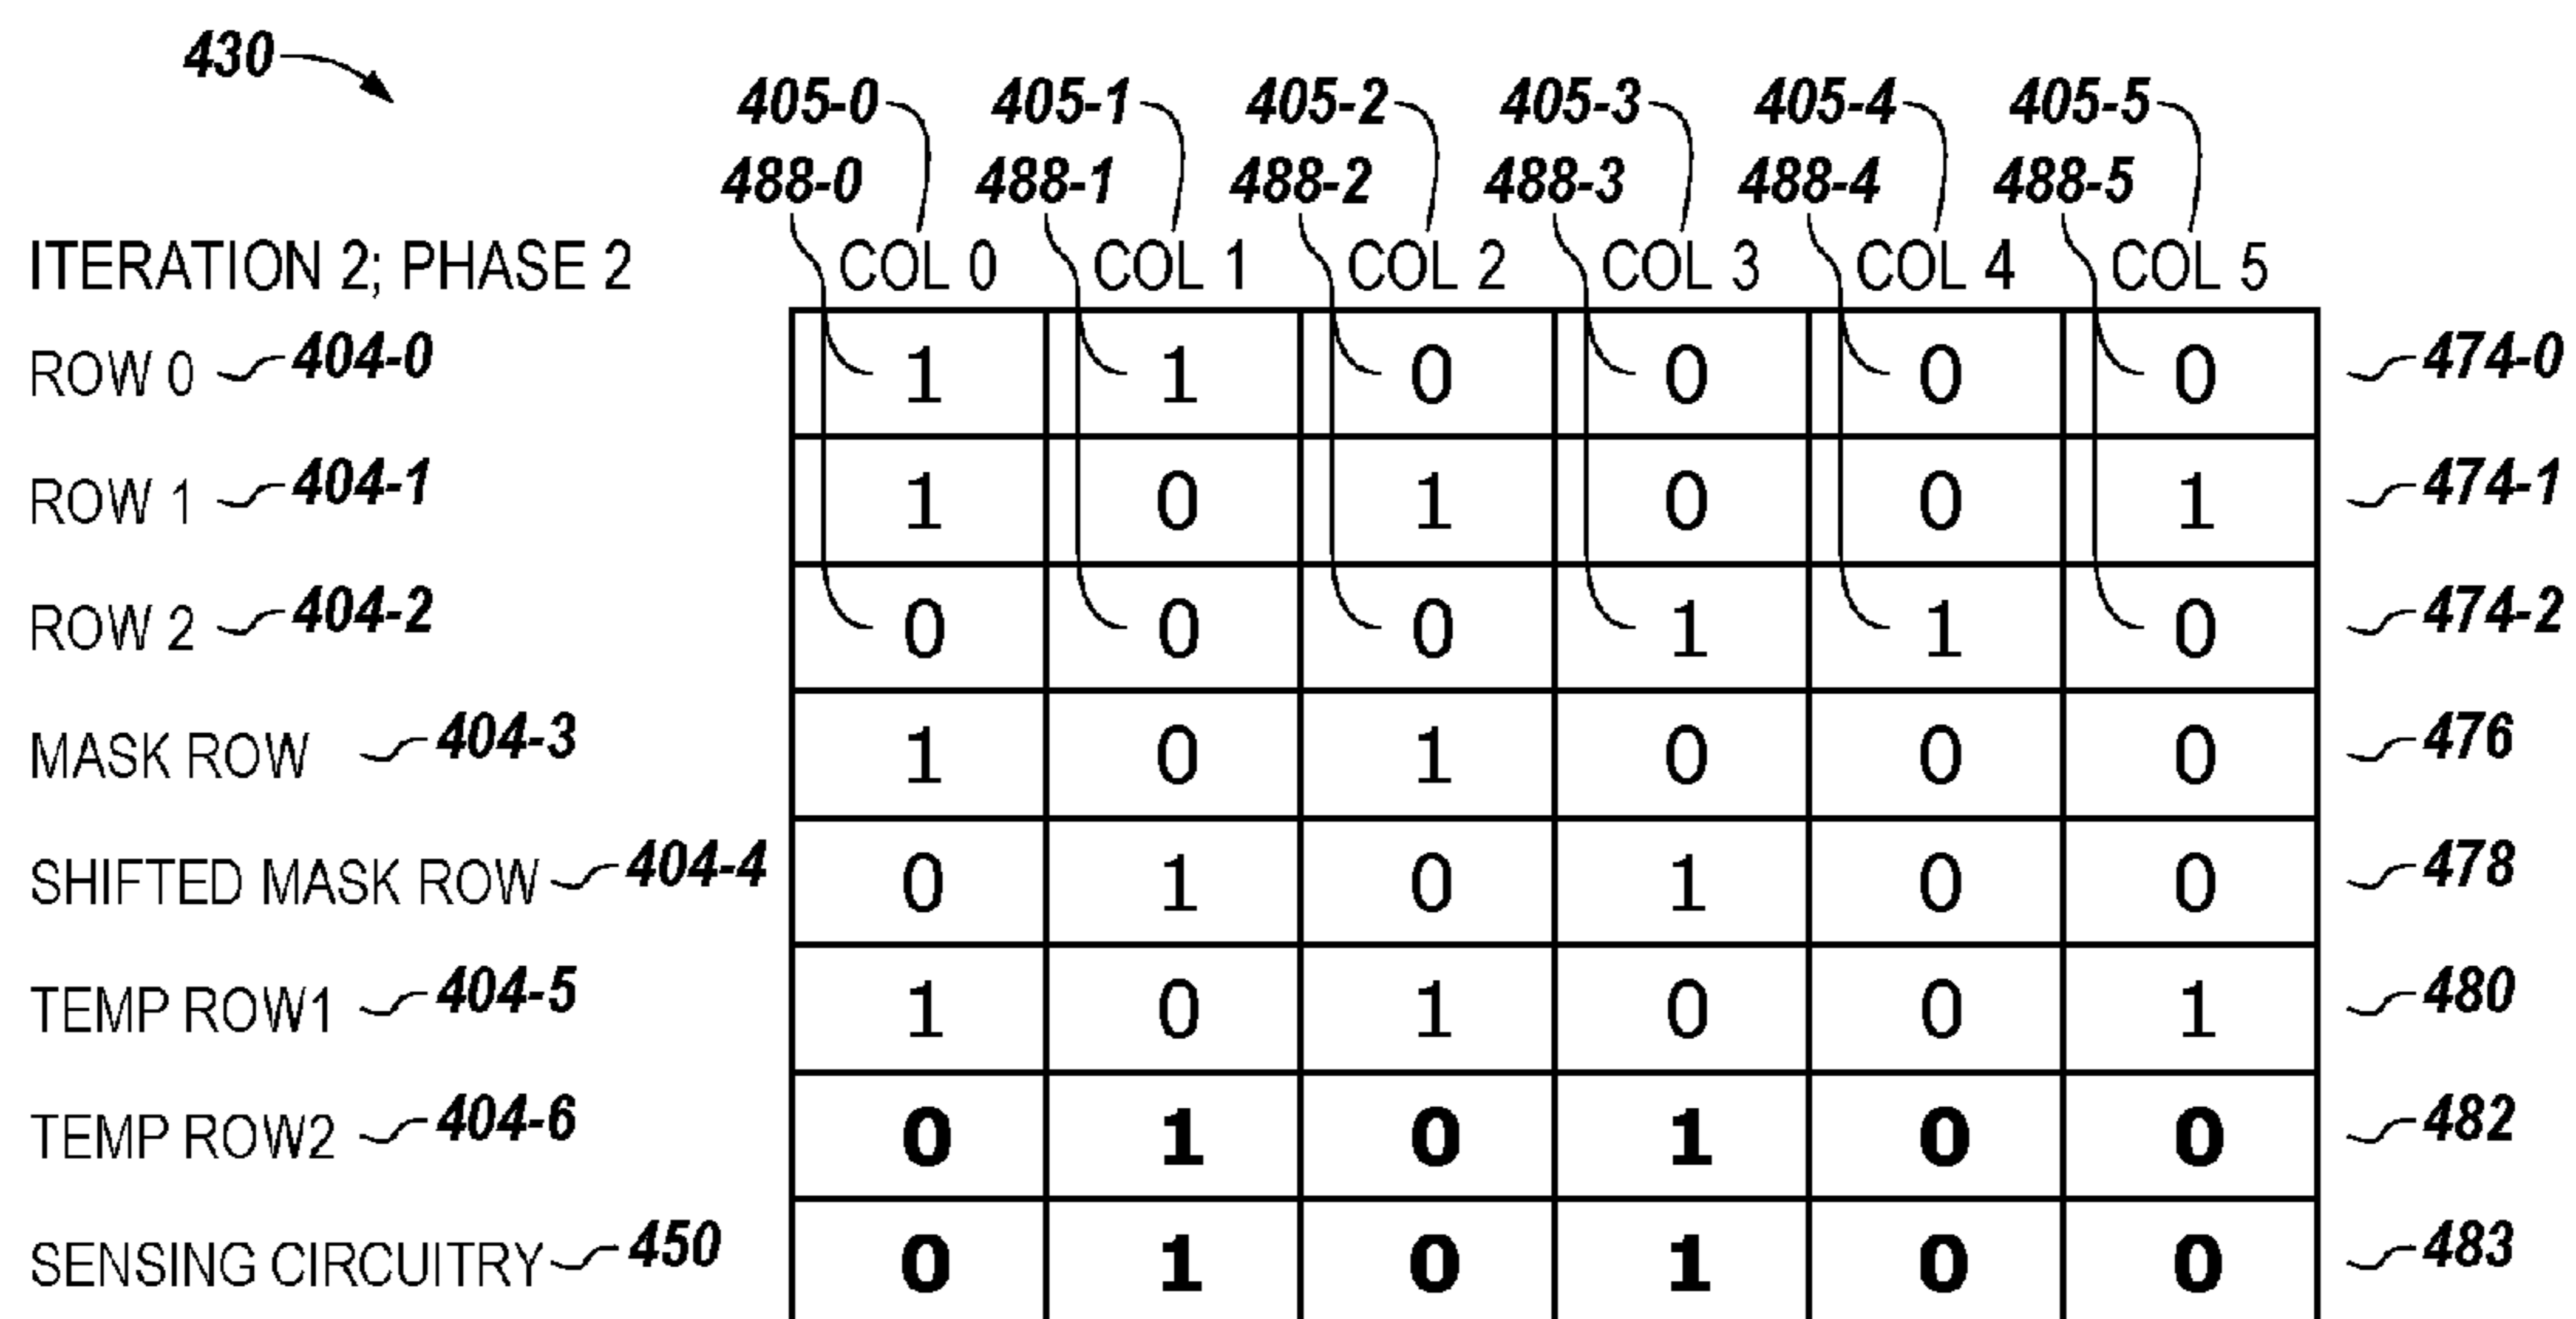 430
405-0 405-1 405-2 405-3 405-4 405-5
488-0 488-1 488-2 488-3 488-4 488-5
ITERATION 2; PHASE 2 COL 0 COL 1 COL 2 COL 3 COL 4 COL 5
ROW 0 404-0 1 1 0 0 0 0 474-0
ROW 1 404-1 1 0 1 0 0 1 474-1
ROW 2 404-2 0 0 0 1 1 0 474-2
MASK ROW 404-3 1 0 1 0 0 0 476
SHIFTED MASK ROW 404-4 0 1 0 1 0 0 478
TEMP ROW1 404-5 1 0 1 0 0 1 480
TEMP ROW2 404-6 0 1 0 1 0 0 482
SENSING CIRCUITRY 450 0 1 0 1 0 0 483